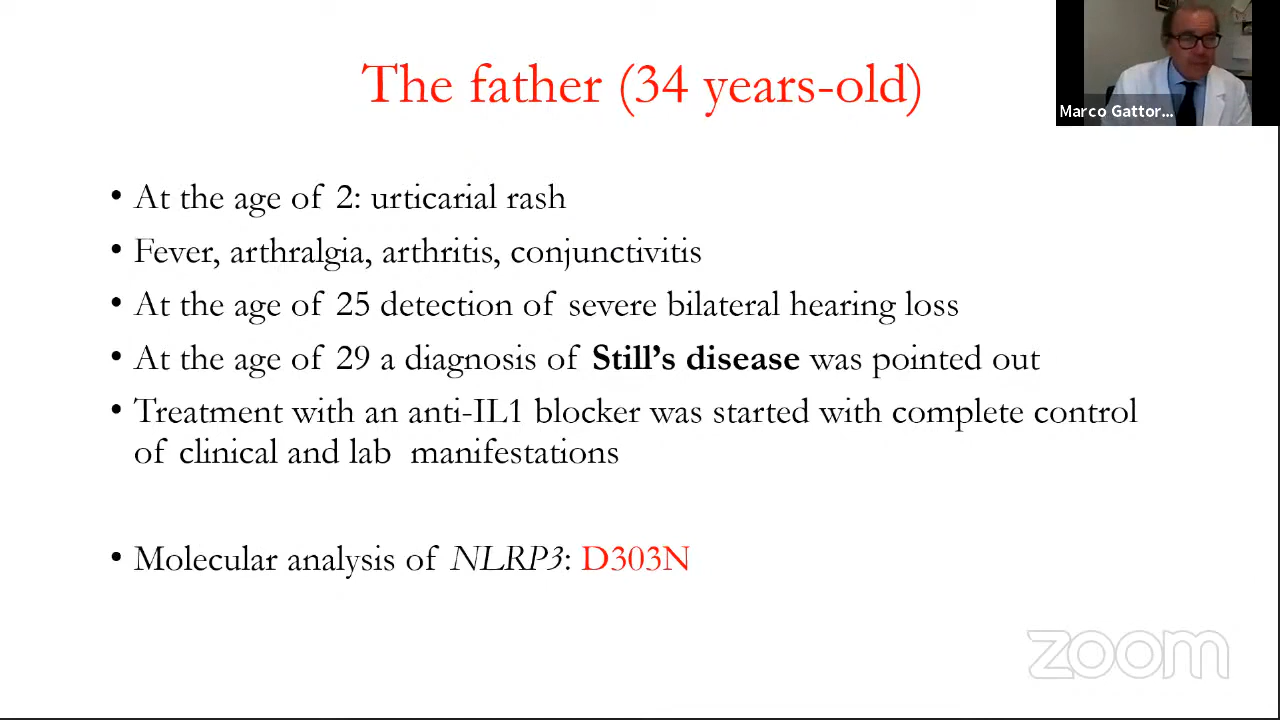 The father (34 years-old)
Marco Gattor...
• At the age of 2: urticarial rash
• Fever, arthralgia, arthritis, conjunctivitis
• At the age of 25 detection of severe bilateral hearing loss
• At the age of 29 a diagnosis of Still's disease was pointed out
• Treatment with an anti-IL1 blocker was started with complete control
of clinical and lab manifestations
• Molecular analysis of NLRP3: D303N
zoom